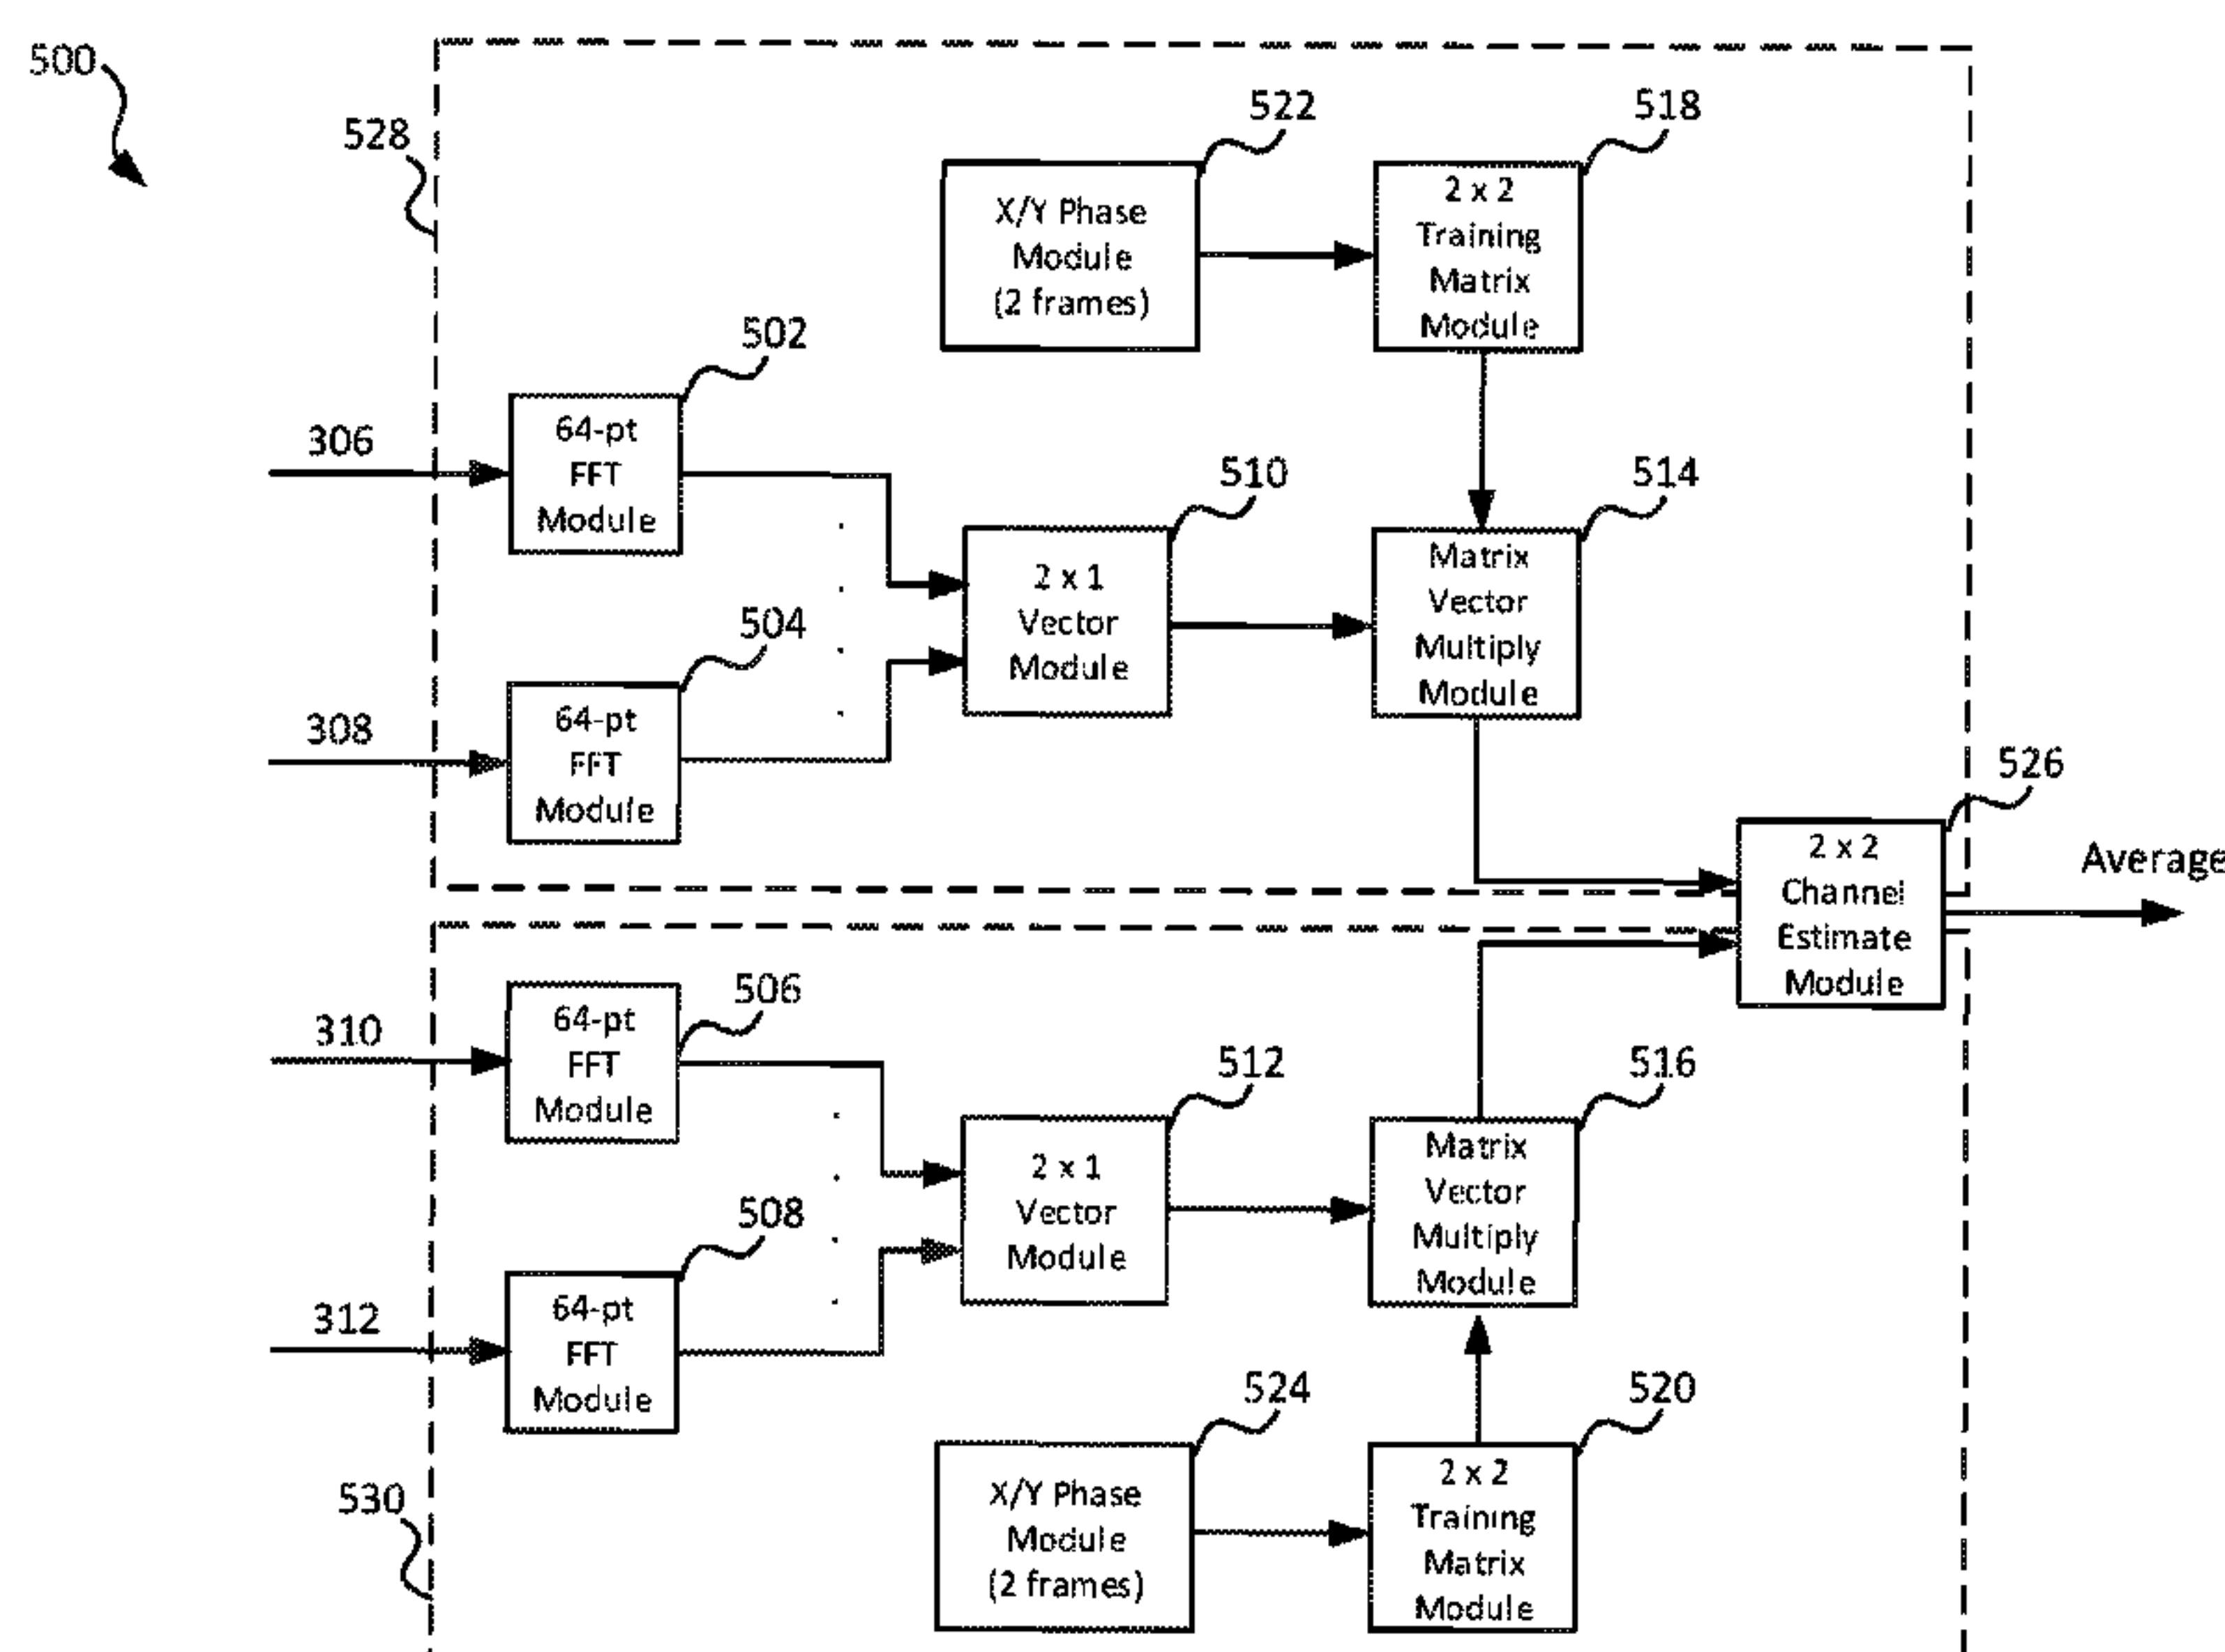 500
528
522
518
X/Y Phase
Module
(2 frames)
2 x 2
Training
Matrix
Module
502
306
64-pt
FFT
Module
510
514
2 x 1
Vector
Module
Matrix
Vector
Multiply
Module
504
308
64-pt
FFT
Module
526
2 x 2
Channel
Estimate
Module
Average
506
310
64-pt
FFT
Module
512
516
2 x 1
Vector
Module
Matrix
Vector
Multiply
Module
508
312
64-pt
FFT
Module
524
520
530
X/Y Phase
Module
(2 frames)
2 x 2
Training
Matrix
Module